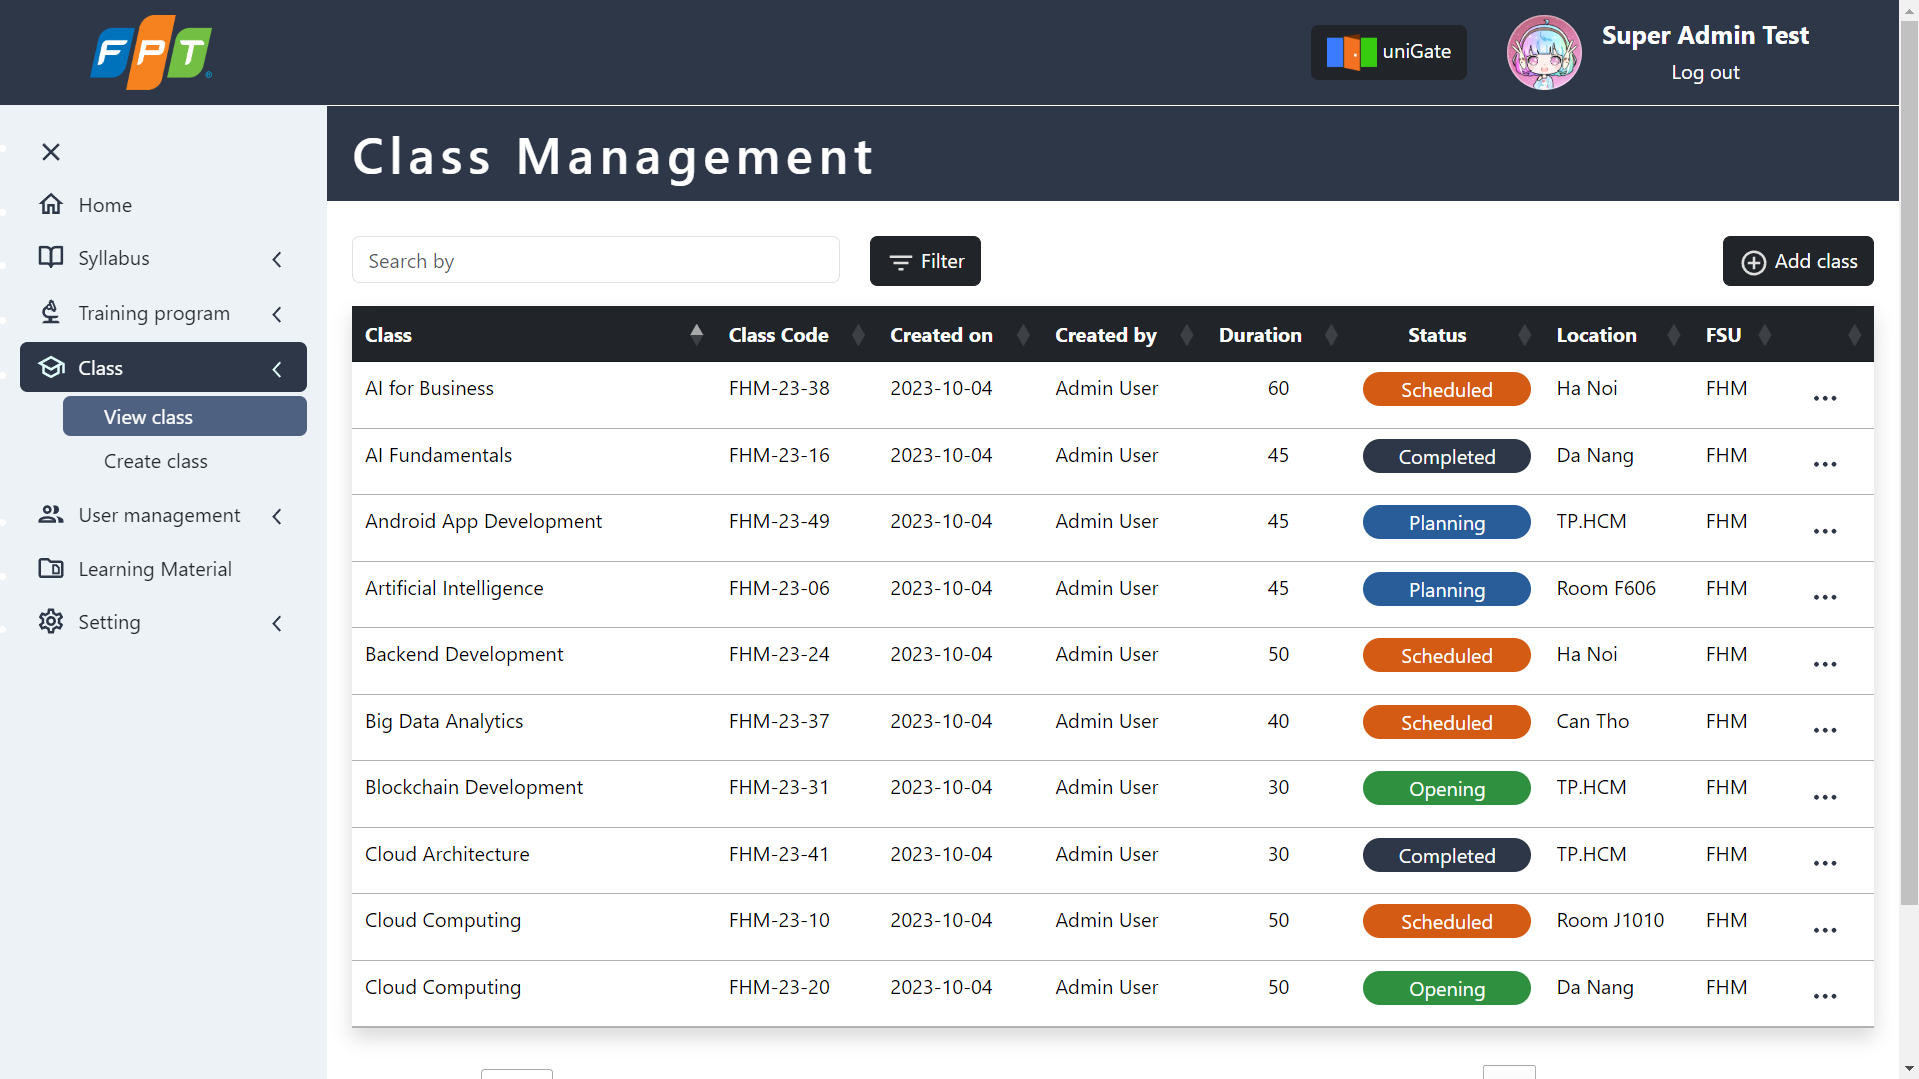 FPT
uniGate
Super Admin Test
Log out
Class Management
Home
Syllabus
Training program
Class
View class
Create class
User management
Learning Material
Setting
Search by
Filter
Add class
Class Class Code Created on Created by Duration Status Location FSU
AI for Business FHM-23-38 2023-10-04 Admin User 60 Scheduled Ha Noi FHM ...
AI Fundamentals FHM-23-16 2023-10-04 Admin User 45 Completed Da Nang FHM ...
Android App Development FHM-23-49 2023-10-04 Admin User 45 Planning TP.HCM FHM ...
Artificial Intelligence FHM-23-06 2023-10-04 Admin User 45 Planning Room F606 FHM ...
Backend Development FHM-23-24 2023-10-04 Admin User 50 Scheduled Ha Noi FHM ...
Big Data Analytics FHM-23-37 2023-10-04 Admin User 40 Scheduled Can Tho FHM ...
Blockchain Development FHM-23-31 2023-10-04 Admin User 30 Opening TP.HCM FHM ...
Cloud Architecture FHM-23-41 2023-10-04 Admin User 30 Completed TP.HCM FHM ...
Cloud Computing FHM-23-10 2023-10-04 Admin User 50 Scheduled Room J1010 FHM ...
Cloud Computing FHM-23-20 2023-10-04 Admin User 50 Opening Da Nang FHM ...